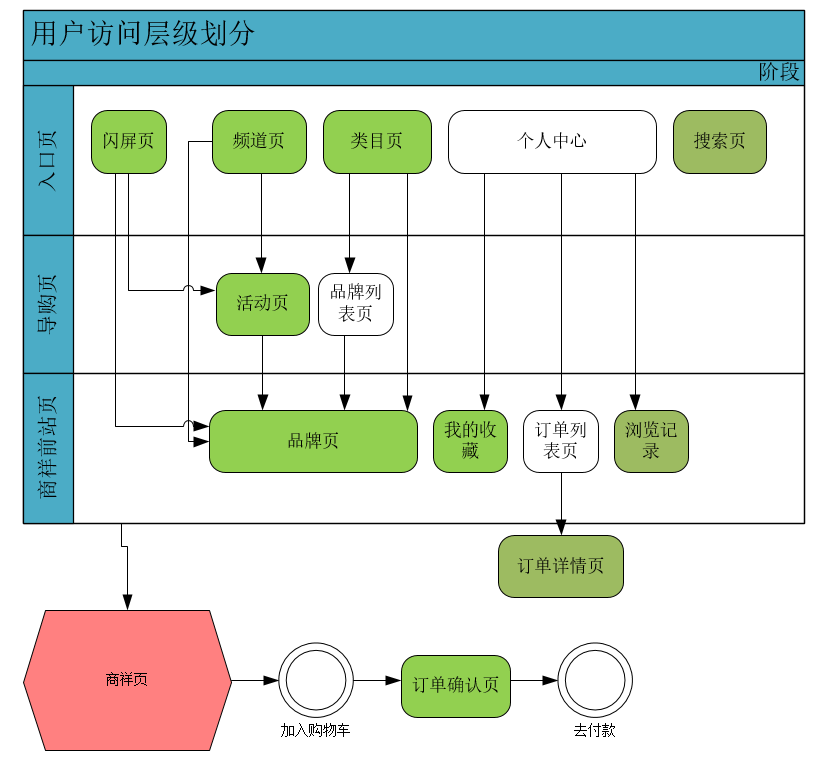 用户访问层级划分
阶段
入口页
闪屏页
频道页
类目页
个人中心
搜索页
导购页
活动页
品牌列
表页
商祥前站页
品牌页
我的收
藏
订单列
表页
浏览记
录
订单详情页
商祥页
加入购物车
订单确认页
去付款